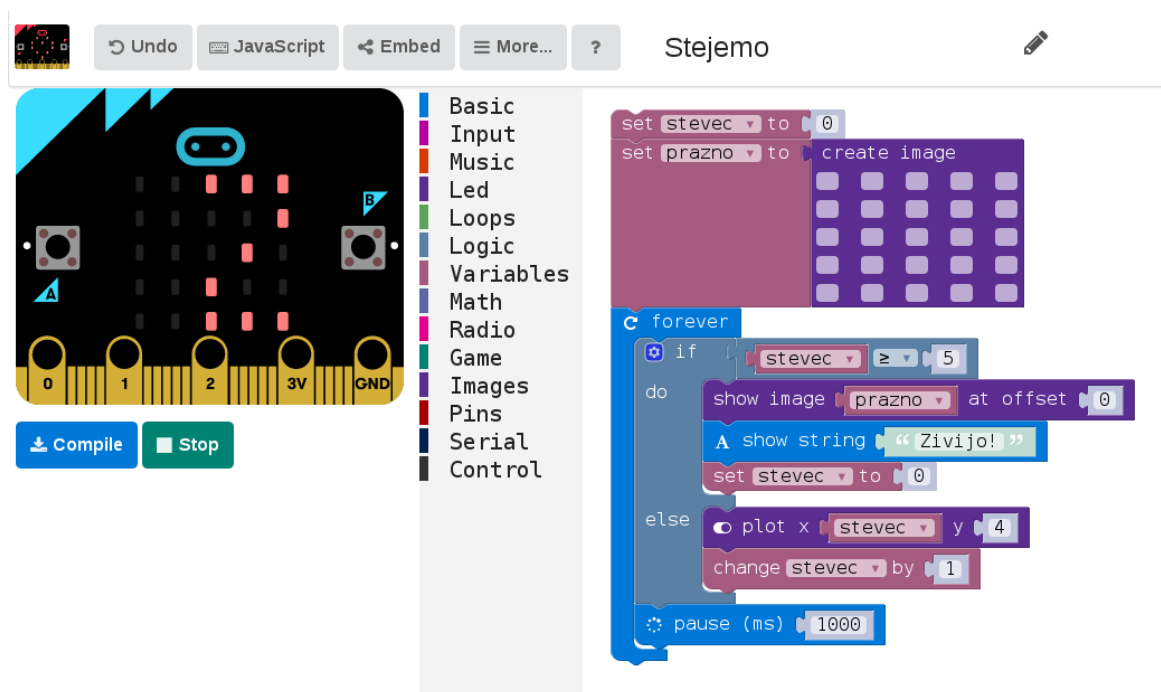 Undo JavaScript Embed More... ? Stejemo
B
A
0 1 2 3V GND
Compile Stop
Basic
Input
Music
Led
Loops
Logic
Variables
Math
Radio
Game
Images
Pins
Serial
Control
set stevec to 0
set prazno to create image
forever
if stevec ≥ 5
do show image prazno at offset 0
A show string “ Zivijo! ”
set stevec to 0
else plot x stevec y 4
change stevec by 1
pause (ms) 1000